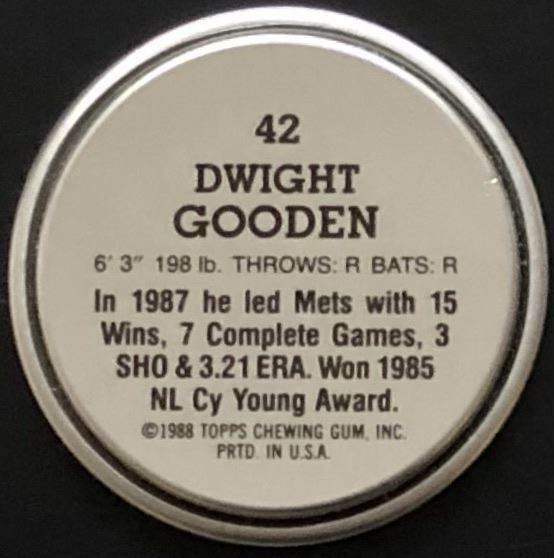 42
DWIGHT
GOODEN
6' 3" 198 lb. THROWS: R BATS: R
In 1987 he led Mets with 15
Wins, 7 Complete Games, 3
SHO & 3.21 ERA. Won 1985
NL Cy Young Award.
©1988 TOPPS CHEWING GUM, INC.
PRTD. IN U.S.A.